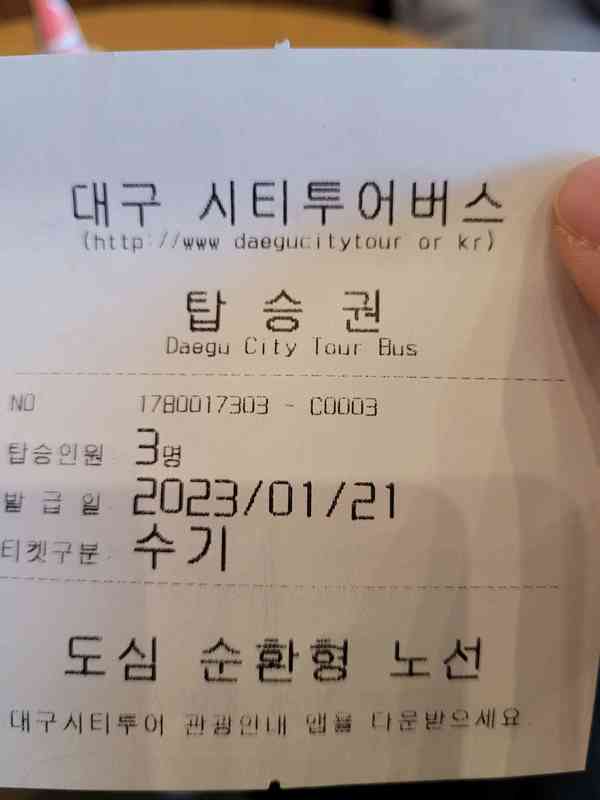 대구 시티투어버스
(http://www daegucitytour or kr)
탑 승 권
Daegu City Tour Bus
NO 1780017303 - C0003
탑승인원 : 3명
발 급 일 : 2023/01/21
티켓구분 : 수기
도심 순환형 노선
대구시티투어 관광안내 앱을 다운받으세요.